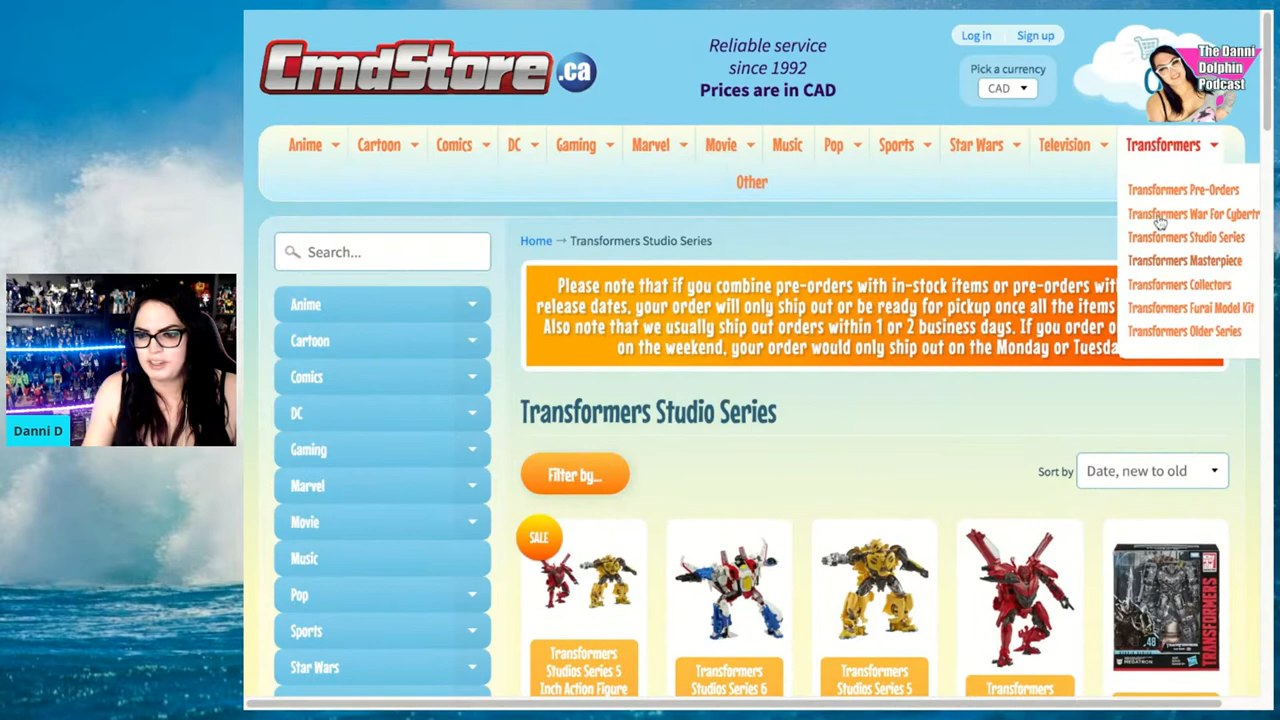 CmdStore.ca
Reliable service
since 1992
Prices are in CAD
Log in
Sign up
Pick a currency
CAD
The Danni
Dolphin
Podcast
Anime
Cartoon
Comics
DC
Gaming
Marvel
Movie
Music
Pop
Sports
Star Wars
Television
Transformers
Other
Transformers Pre-Orders
Transformers War For Cybertr
Transformers Studio Series
Transformers Masterpiece
Transformers Collectors
Transformers Furai Model Kit
Transformers Older Series
Search...
Anime
Cartoon
Comics
DC
Gaming
Marvel
Movie
Music
Pop
Sports
Star Wars
Home → Transformers Studio Series
Please note that if you combine pre-orders with in-stock items or pre-orders wit
release dates, your order will only ship out or be ready for pickup once all the items
Also note that we usually ship out orders within 1 or 2 business days. If you order o
on the weekend, your order would only ship out on the Monday or Tuesda
Transformers Studio Series
Filter by...
Sort by
Date, new to old
SALE
Transformers
Studios Series 5
Inch Action Figure
Transformers
Studios Series 6
Transformers
Studios Series 5
Transformers
TRANSFORMERS
48
MEGATRON
Danni D